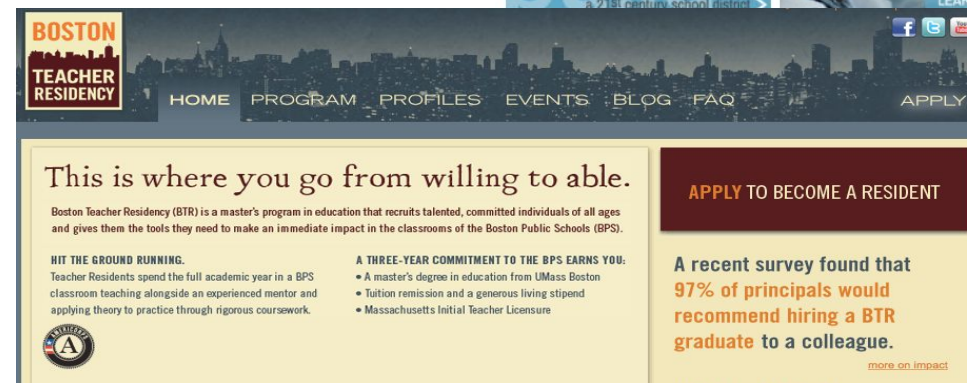 a 21st century school district
LEAR
BOSTON
TEACHER
RESIDENCY
HOME PROGRAM PROFILES EVENTS BLOG FAQ APPLY
This is where you go from willing to able.
Boston Teacher Residency (BTR) is a master's program in education that recruits talented, committed individuals of all ages
and gives them the tools they need to make an immediate impact in the classrooms of the Boston Public Schools (BPS).
HIT THE GROUND RUNNING.
Teacher Residents spend the full academic year in a BPS
classroom teaching alongside an experienced mentor and
applying theory to practice through rigorous coursework.
AMERICORPS
A
A THREE-YEAR COMMITMENT TO THE BPS EARNS YOU:
• A master's degree in education from UMass Boston
• Tuition remission and a generous living stipend
• Massachusetts Initial Teacher Licensure
APPLY TO BECOME A RESIDENT
A recent survey found that
97% of principals would
recommend hiring a BTR
graduate to a colleague.
more on impact